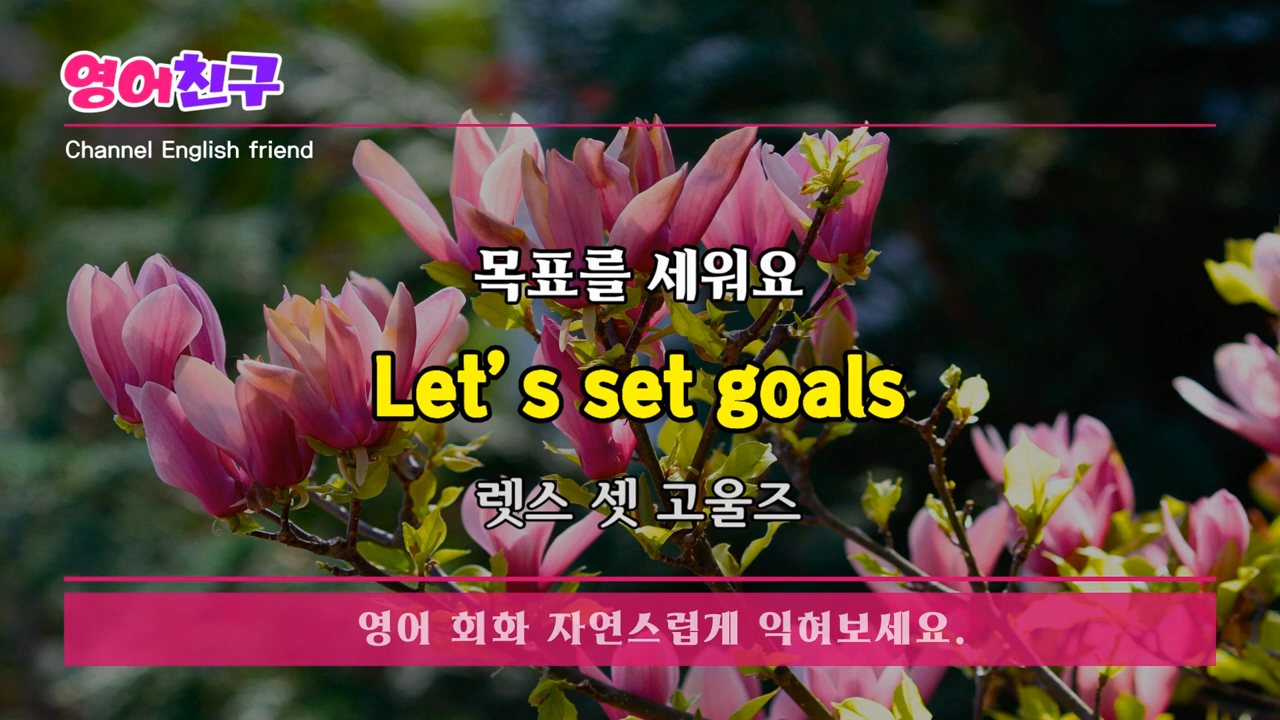 영어친구
Channel English friend
목표를 세워요
Let's set goals
렛스 셋 고울즈
영어 회화 자연스럽게 익혀보세요.